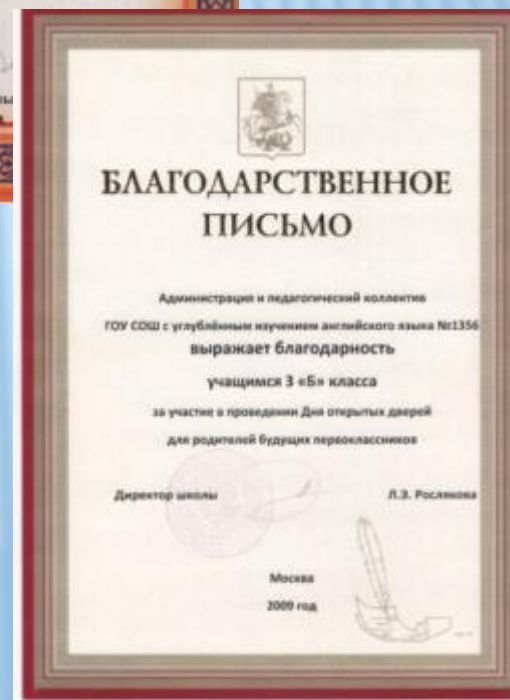 БЛАГОДАРСТВЕННОЕ
ПИСЬМО
Администрация и педагогический коллектив
ГОУ СОШ с углублённым изучением английского языка №1356
выражает благодарность
учащимся 3 «Б» класса
за участие в проведении Дня открытых дверей
для родителей будущих первоклассников
Директор школы Л.Э. Рослякова
Москва
2009 год